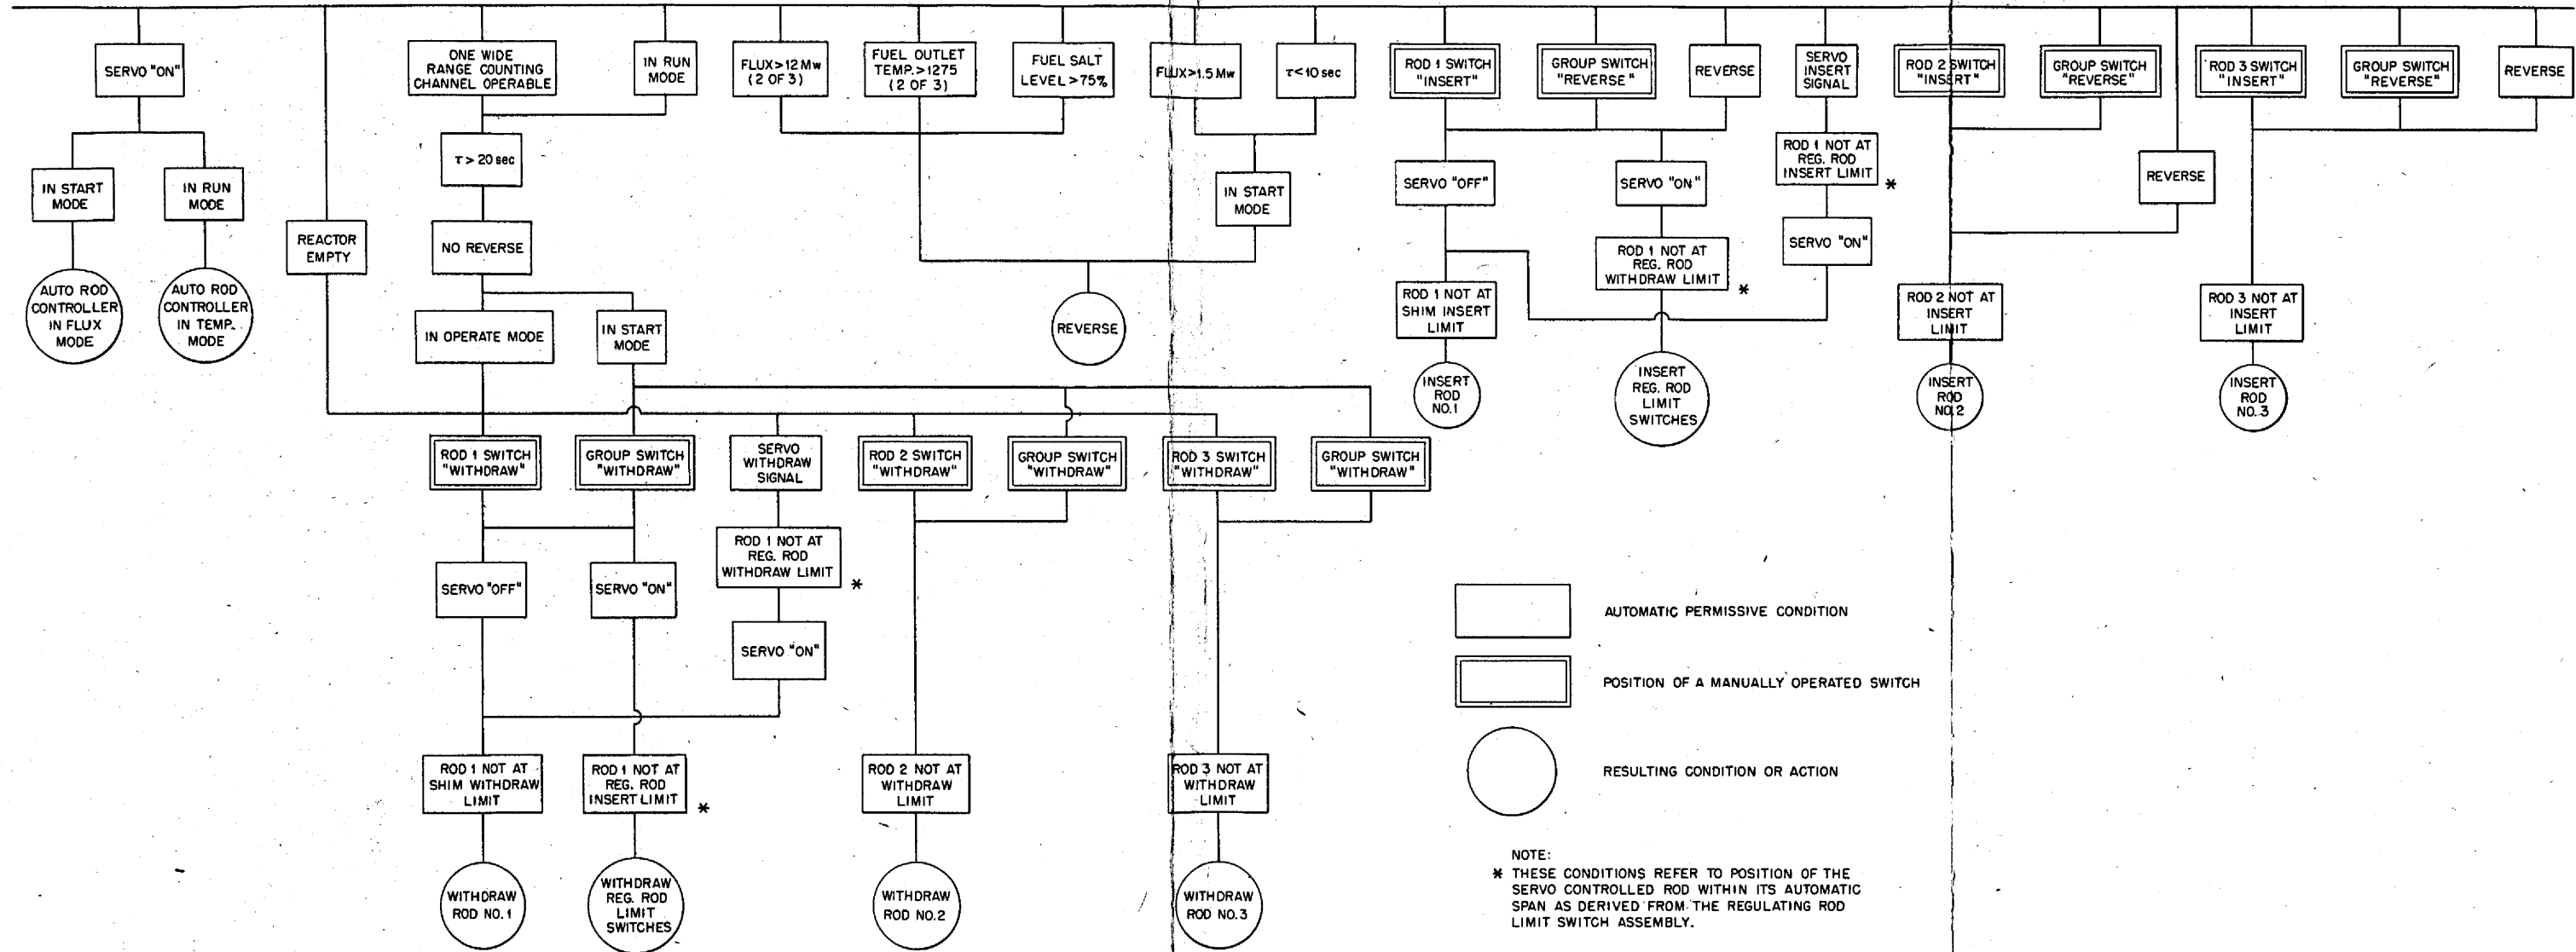 SERVO "ON"
IN START
MODE
AUTO ROD
CONTROLLER
IN FLUX
MODE
IN RUN
MODE
AUTO ROD
CONTROLLER
IN TEMP.
MODE
REACTOR
EMPTY
ONE WIDE
RANGE COUNTING
CHANNEL OPERABLE
IN RUN
MODE
τ > 20 sec
NO REVERSE
IN OPERATE MODE
IN START
MODE
FLUX>12 Mw
(2 OF 3)
FUEL OUTLET
TEMP.>1275
(2 OF 3)
FUEL SALT
LEVEL>75%
FLUX>1.5 Mw
τ<10 sec
IN START
MODE
REVERSE
ROD 1 SWITCH
"INSERT"
GROUP SWITCH
"REVERSE"
REVERSE
SERVO
INSERT
SIGNAL
SERVO "OFF"
SERVO "ON"
ROD 1 NOT AT
REG. ROD
INSERT LIMIT
*
ROD 1 NOT AT
REG. ROD
WITHDRAW LIMIT
*
SERVO "ON"
ROD 1 NOT AT
SHIM INSERT
LIMIT
INSERT
ROD
NO.1
INSERT
REG. ROD
LIMIT
SWITCHES
ROD 2 SWITCH
"INSERT"
GROUP SWITCH
"REVERSE"
REVERSE
ROD 2 NOT AT
INSERT
LIMIT
INSERT
ROD
NO.2
ROD 3 SWITCH
"INSERT"
GROUP SWITCH
"REVERSE"
REVERSE
ROD 3 NOT AT
INSERT
LIMIT
INSERT
ROD
NO.3
ROD 1 SWITCH
"WITHDRAW"
GROUP SWITCH
"WITHDRAW"
SERVO
WITHDRAW
SIGNAL
ROD 2 SWITCH
"WITHDRAW"
GROUP SWITCH
"WITHDRAW"
ROD 3 SWITCH
"WITHDRAW"
GROUP SWITCH
"WITHDRAW"
SERVO "OFF"
SERVO "ON"
ROD 1 NOT AT
REG. ROD
WITHDRAW LIMIT
*
SERVO "ON"
ROD 1 NOT AT
SHIM WITHDRAW
LIMIT
ROD 1 NOT AT
REG. ROD
INSERT LIMIT
*
ROD 2 NOT AT
WITHDRAW
LIMIT
ROD 3 NOT AT
WITHDRAW
LIMIT
WITHDRAW
ROD NO.1
WITHDRAW
REG. ROD
LIMIT
SWITCHES
WITHDRAW
ROD NO.2
WITHDRAW
ROD NO.3
AUTOMATIC PERMISSIVE CONDITION
POSITION OF A MANUALLY OPERATED SWITCH
RESULTING CONDITION OR ACTION
NOTE:
* THESE CONDITIONS REFER TO POSITION OF THE
SERVO CONTROLLED ROD WITHIN ITS AUTOMATIC
SPAN AS DERIVED FROM THE REGULATING ROD
LIMIT SWITCH ASSEMBLY.